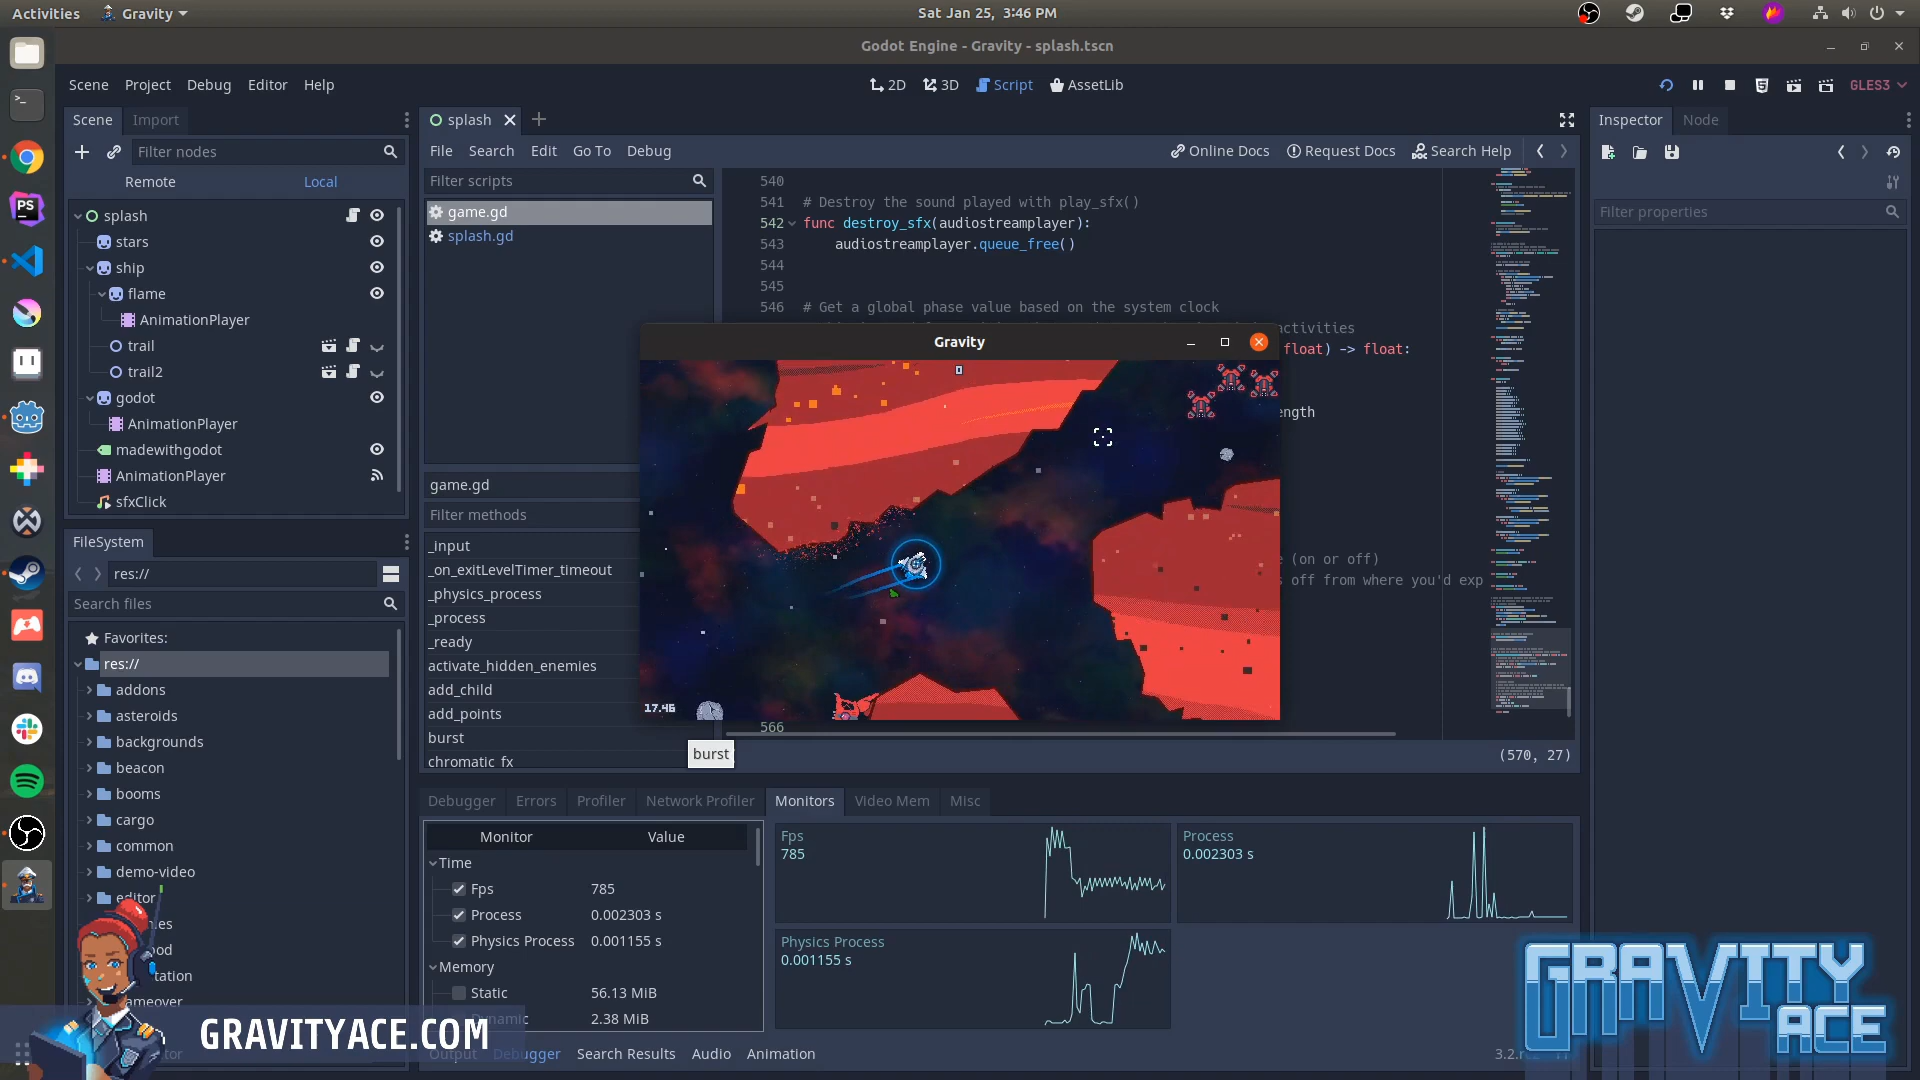 Activities
Gravity
Sat Jan 25, 3:46 PM
Godot Engine - Gravity - splash.tscn
Scene Project Debug Editor Help
2D 3D Script AssetLib
GLES3
Scene Import
Filter nodes
Remote Local
splash
stars
ship
flame
AnimationPlayer
trail
trail2
godot
AnimationPlayer
madewithgodot
AnimationPlayer
sfxClick
FileSystem
res://
Search files
Favorites:
res://
addons
asteroids
backgrounds
beacon
booms
cargo
common
demo-video
editor
splash
File Search Edit Go To Debug
Online Docs Request Docs Search Help
Filter scripts
game.gd
splash.gd
game.gd
Filter methods
_input
_on_exitLevelTimer_timeout
_physics_process
_process
_ready
activate_hidden_enemies
add_child
add_points
burst
chromatic_fx
burst
540
541 # Destroy the sound played with play_sfx()
542 func destroy_sfx(audiostreamplayer):
543 audiostreamplayer.queue_free()
544
545
546 # Get a global phase value based on the system clock
activities
float) -> float:
ength
(on or off)
s off from where you'd exp
566
(570, 27)
Gravity
17.46
Inspector Node
Filter properties
Debugger Errors Profiler Network Profiler Monitors Video Mem Misc
Monitor Value
Time
Fps 785
Process 0.002303 s
Physics Process 0.001155 s
Memory
Static 56.13 MiB
Dynamic 2.38 MiB
Fps
785
Process
0.002303 s
Physics Process
0.001155 s
Output Debugger Search Results Audio Animation
GRAVITYACE.COM
GRAVITY
ACE